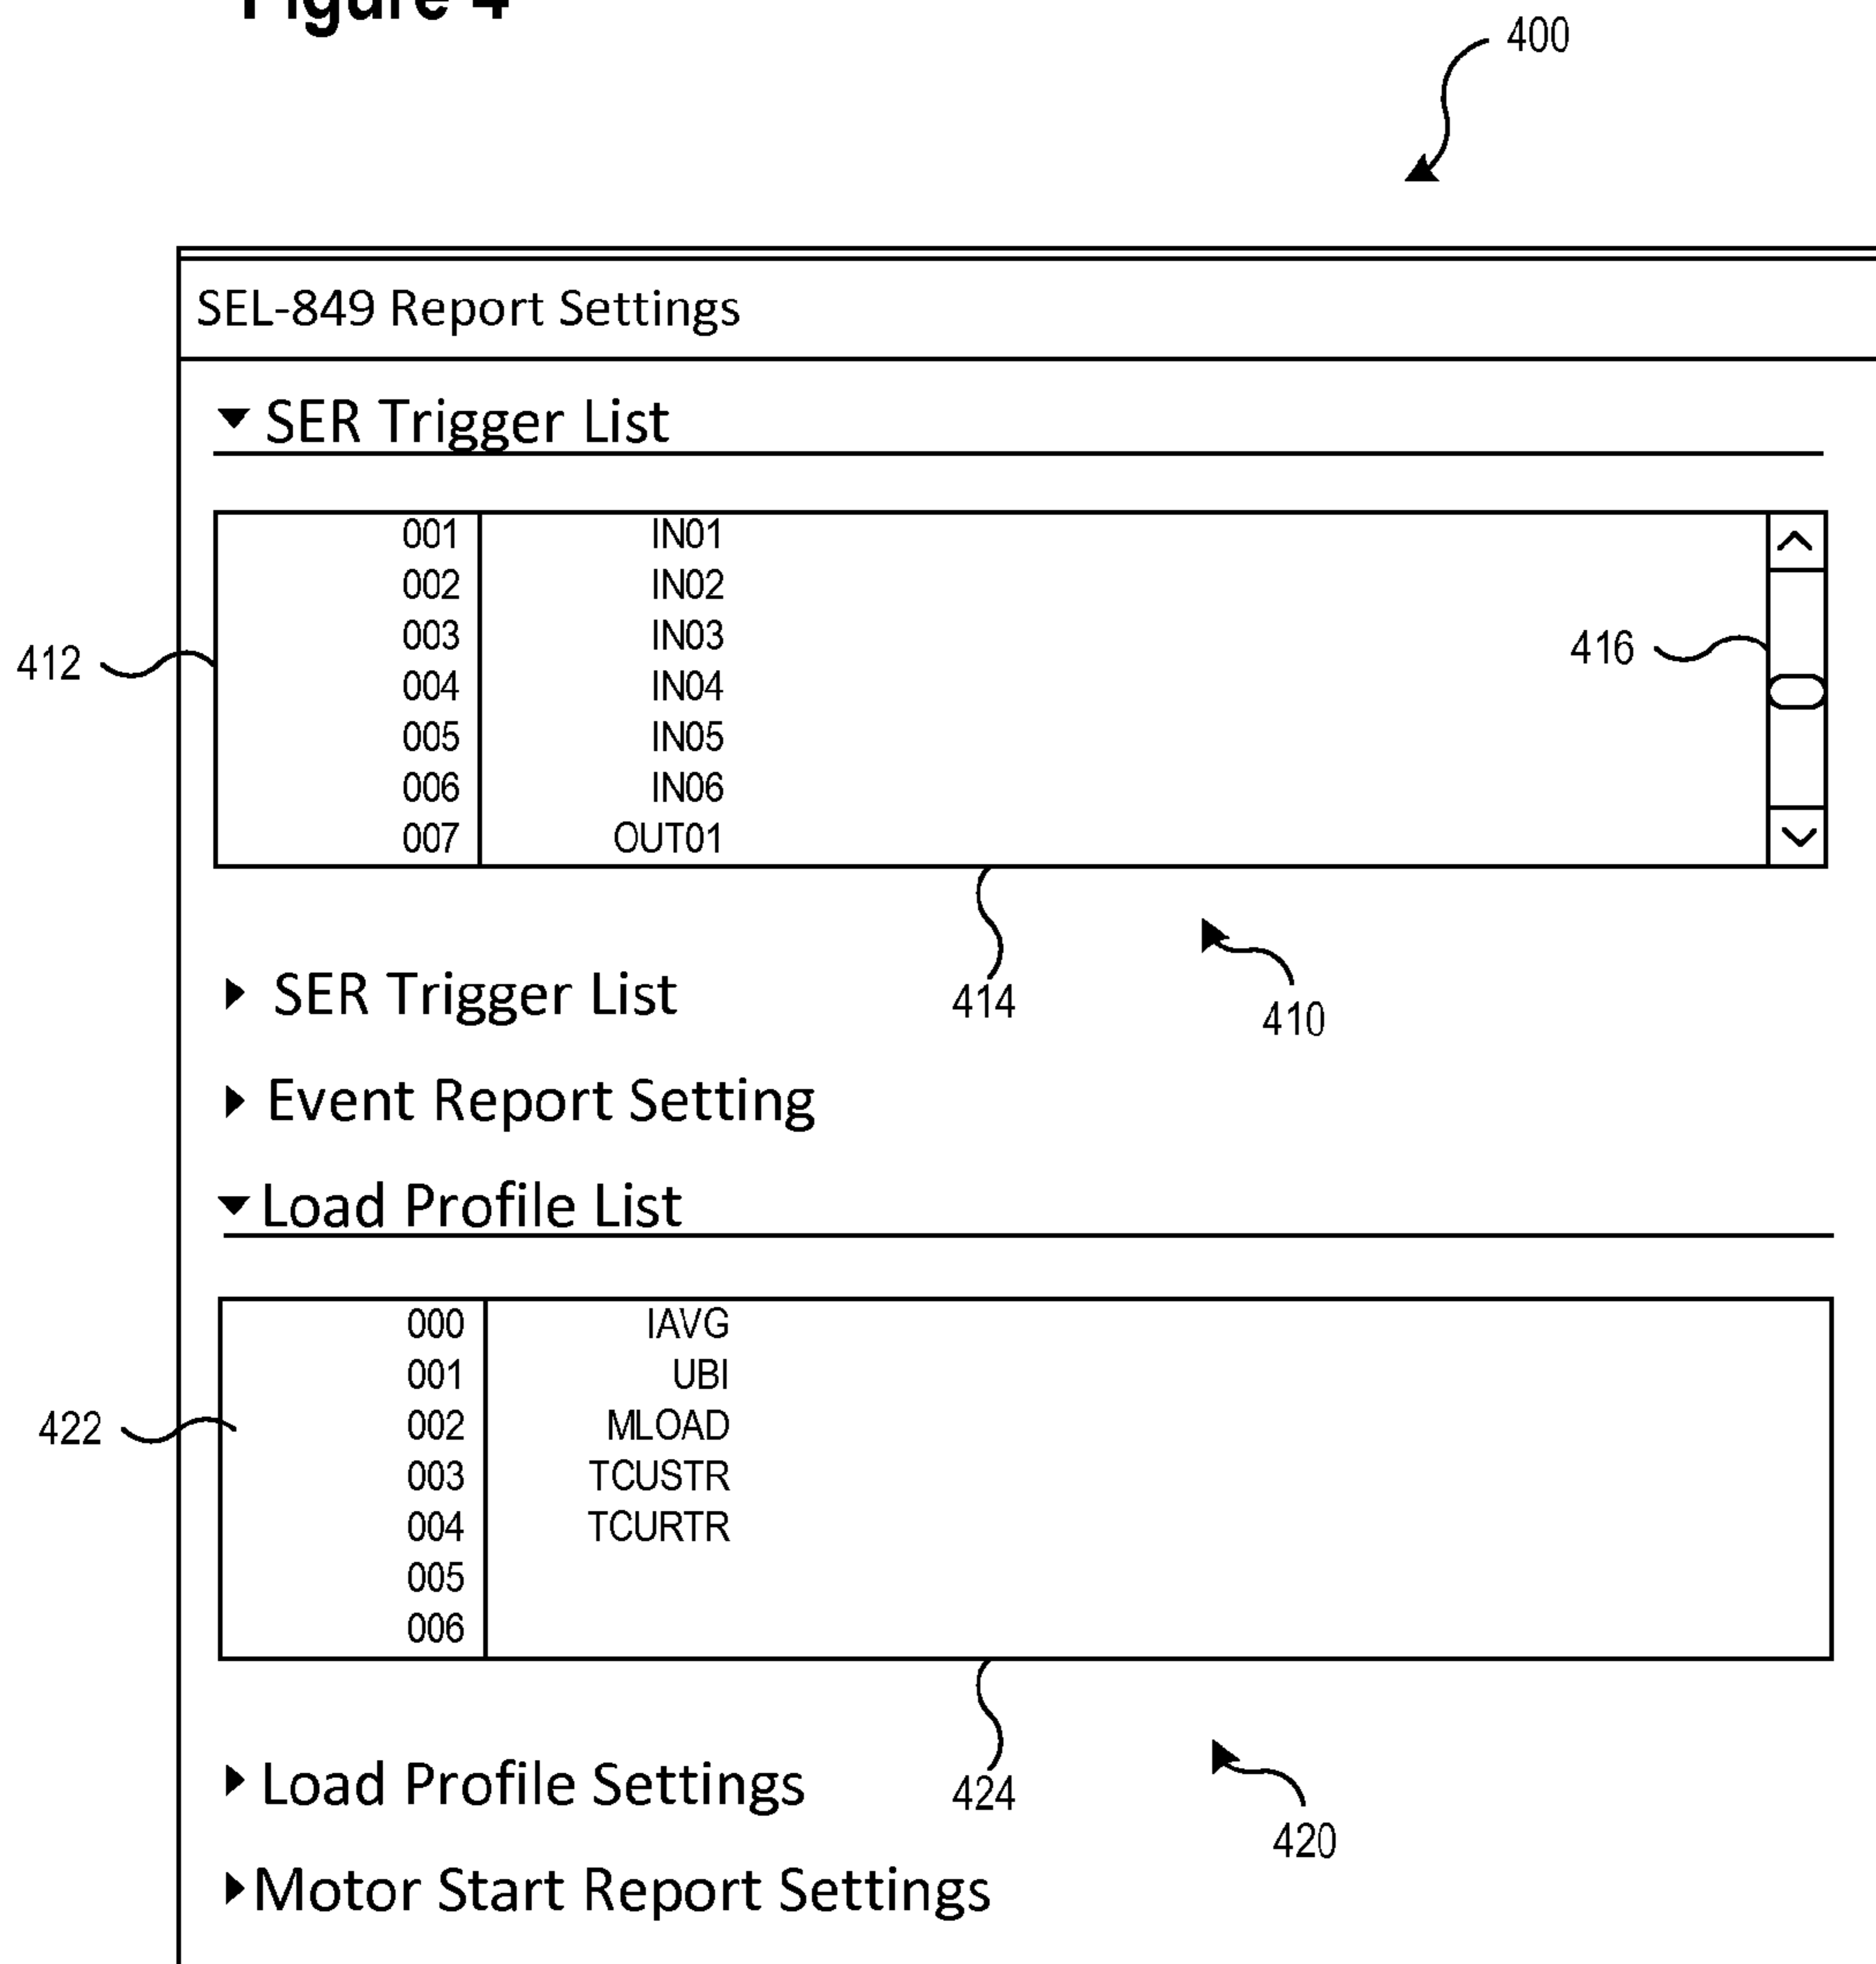 Figure 4
400
SEL-849 Report Settings
SER Trigger List
001 IN01
002 IN02
003 IN03
412
416
004 IN04
005 IN05
006 IN06
007 OUT01
SER Trigger List
414
410
Event Report Setting
Load Profile List
000 IAVG
001 UBI
422
002 MLOAD
003 TCUSTR
004 TCURTR
005
006
Load Profile Settings
424
420
Motor Start Report Settings